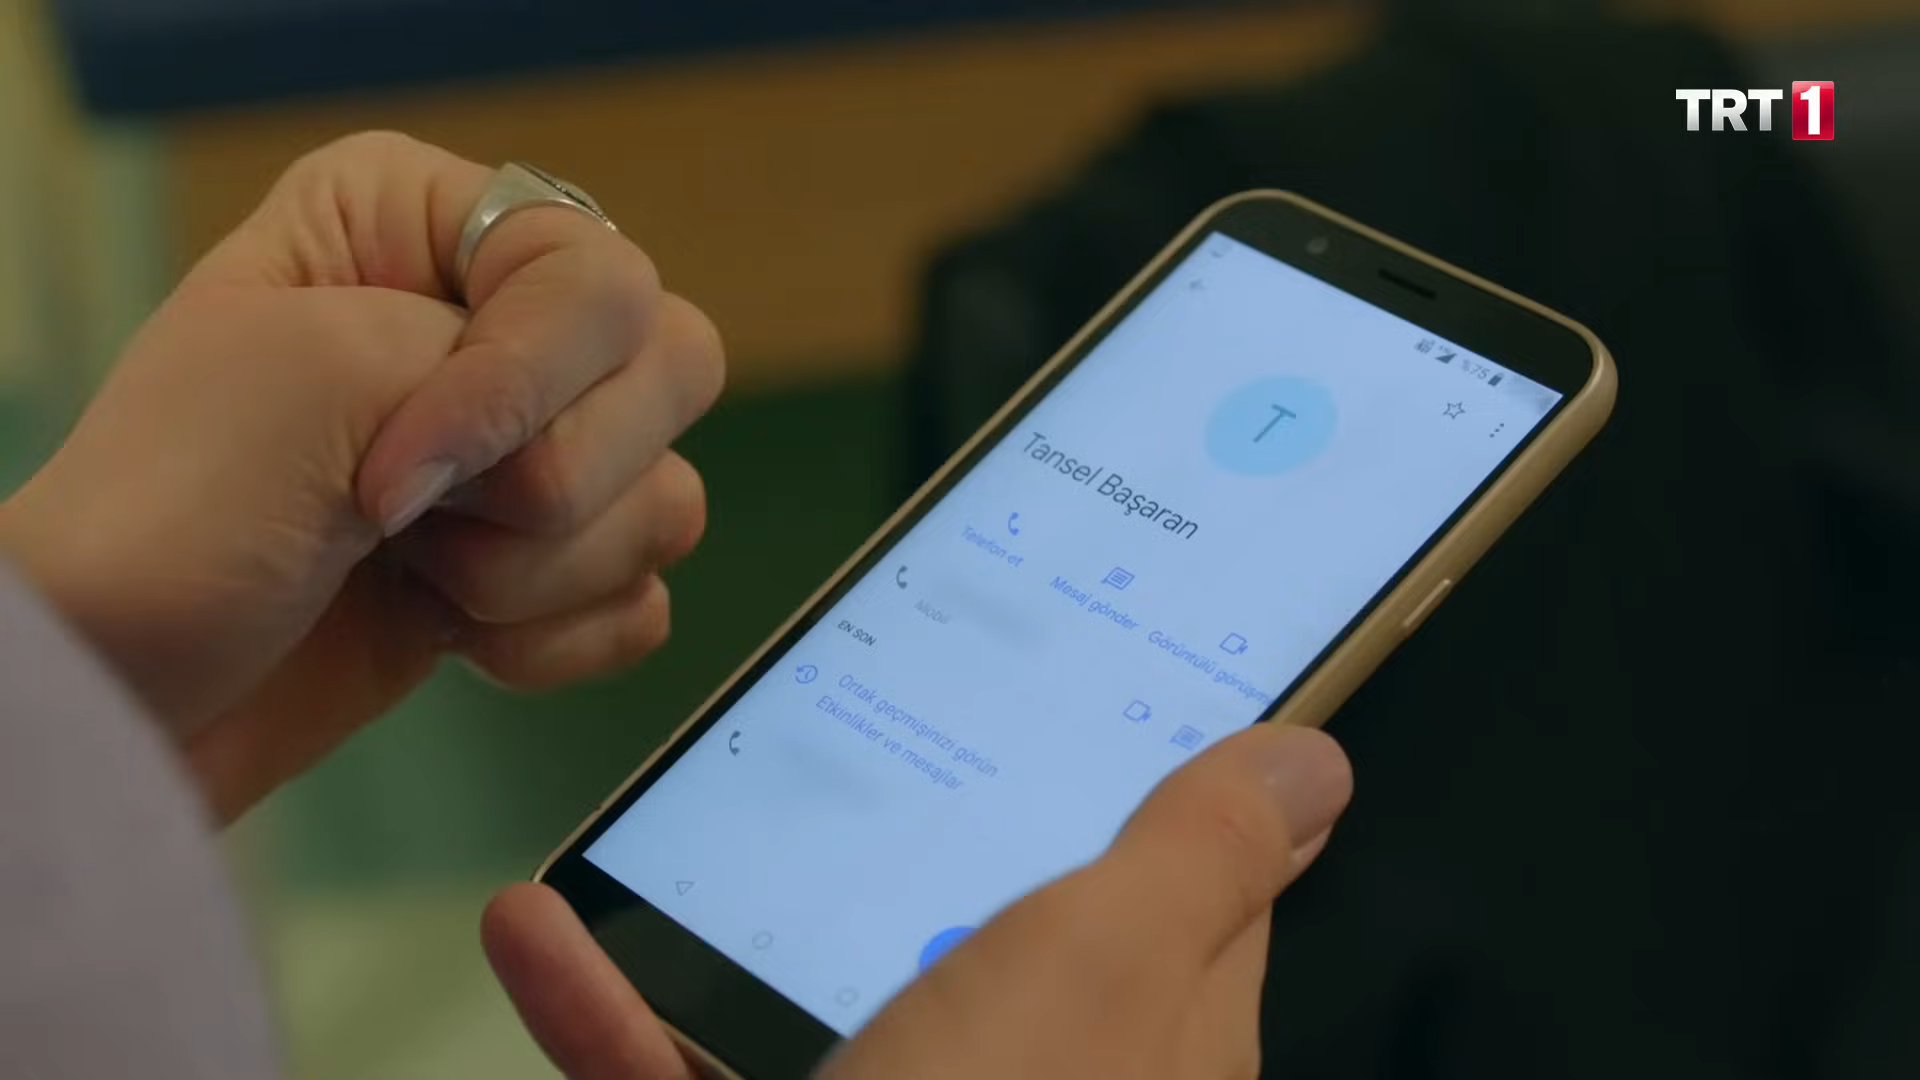 TRT 1
%75
T
Tansel Başaran
Telefon et
Mesaj gönder
Görüntülü
Mobil
EN SON
Ortak geçmişinizi görün
Etkinlikler ve mesajlar